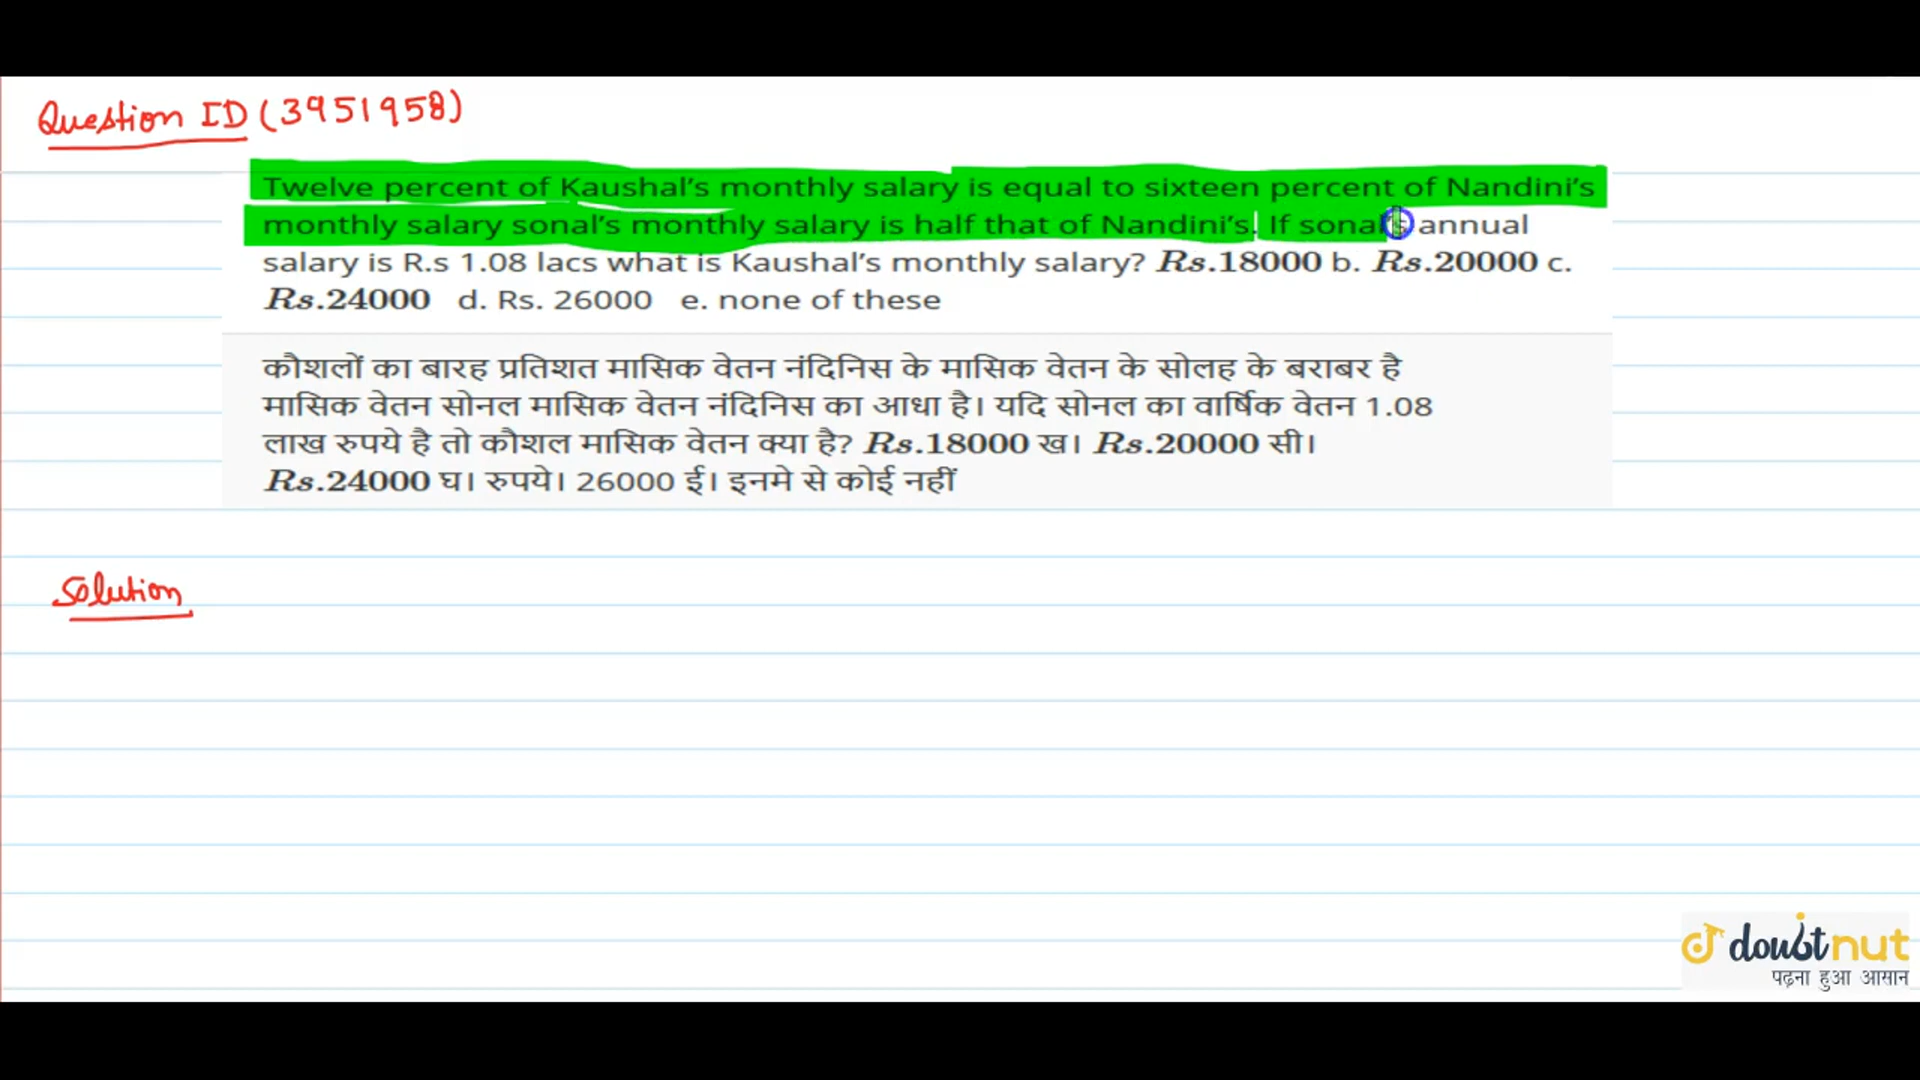 Question ID (3951958)
Twelve percent of Kaushal's monthly salary is equal to sixteen percent of Nandini's
monthly salary sonal's monthly salary is half that of Nandini's. If sonal's annual
salary is R.s 1.08 lacs what is Kaushal's monthly salary? Rs.18000 b. Rs.20000 c.
Rs.24000 d. Rs. 26000 e. none of these
कौशलों का बारह प्रतिशत मासिक वेतन नंदिनिस के मासिक वेतन के सोलह के बराबर है
मासिक वेतन सोनल मासिक वेतन नंदिनिस का आधा है। यदि सोनल का वार्षिक वेतन 1.08
लाख रुपये है तो कौशल मासिक वेतन क्या है? Rs.18000 ख। Rs.20000 सी।
Rs.24000 घ। रुपये। 26000 ई। इनमे से कोई नहीं
Solution
doubtnut
पढ़ना हुआ आसान